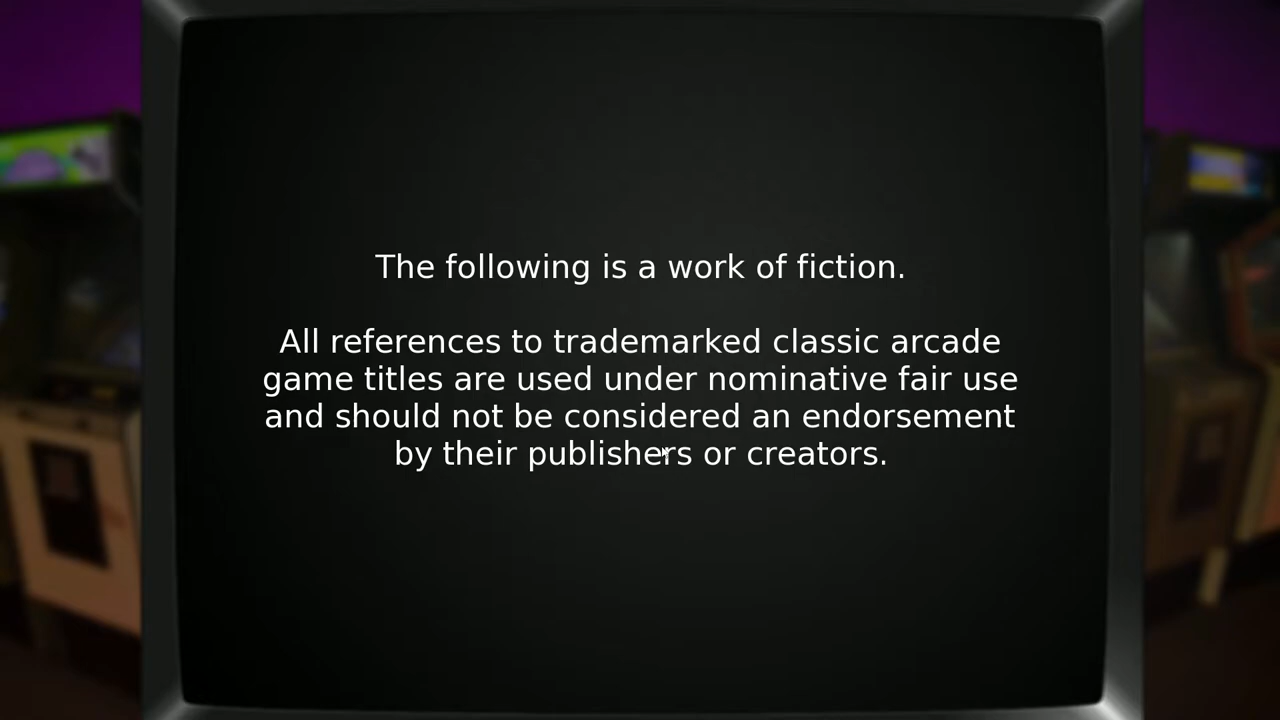 The following is a work of fiction.
All references to trademarked classic arcade
game titles are used under nominative fair use
and should not be considered an endorsement
by their publishers or creators.